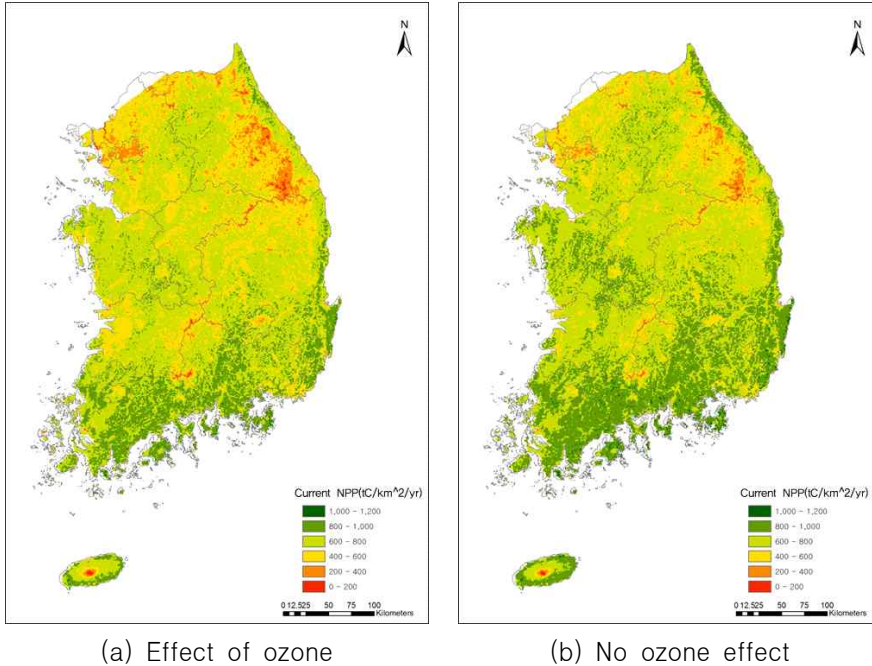 N
Current NPP(tC/km^2/yr)
1,000 - 1,200
800 - 1,000
600 - 800
400 - 600
200 - 400
0 - 200
0 12.525 50 75 100
Kilometers
(a) Effect of ozone
N
Current NPP(tC/km^2/yr)
1,000 - 1,200
800 - 1,000
600 - 800
400 - 600
200 - 400
0 - 200
0 12.525 50 75 100
Kilometers
(b) No ozone effect